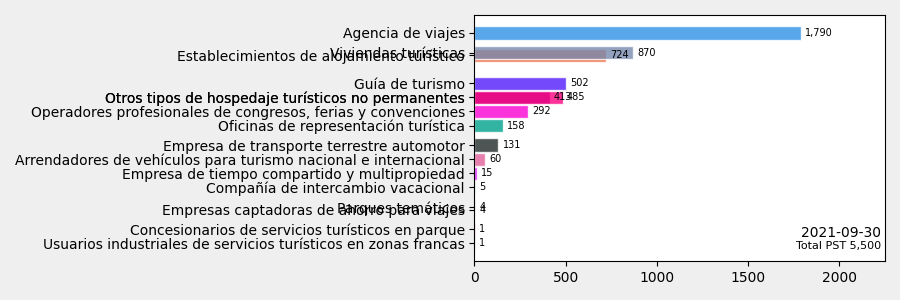 Agencia de viajes 1,790
Viviendas turísticas 870
Establecimientos de alojamiento turístico 724
Guía de turismo 502
Otros tipos de hospedaje turísticos no permanentes 485
413
Operadores profesionales de congresos, ferias y convenciones 292
Oficinas de representación turística 158
Empresa de transporte terrestre automotor 131
Arrendadores de vehículos para turismo nacional e internacional 60
Empresa de tiempo compartido y multipropiedad 15
Compañía de intercambio vacacional 5
Parques temáticos 4
Empresas captadoras de ahorro para viajes 4
Concesionarios de servicios turísticos en parque 1
Usuarios industriales de servicios turísticos en zonas francas 1
2021-09-30
Total PST 5,500
0 500 1000 1500 2000